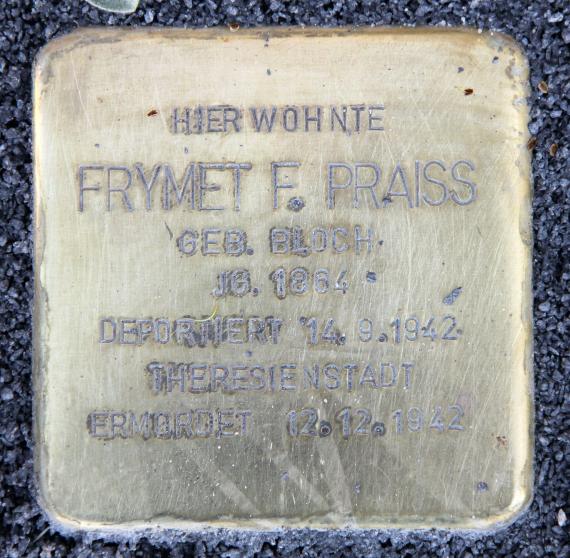 HIER WOHNTE
FRYMET F. PRAISS
GEB. BLOCH
JG. 1864
DEPORTIERT 14.9.1942
THERESIENSTADT
ERMORDET 12.12.1942